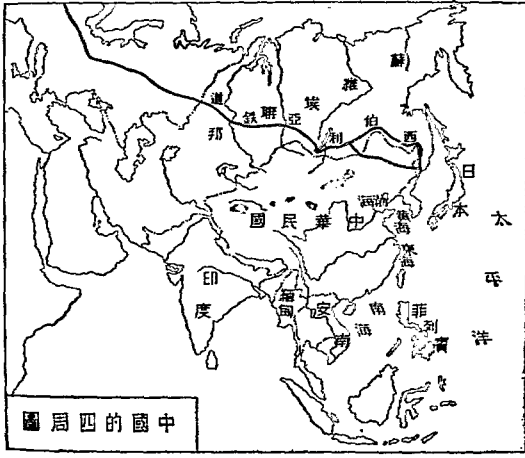 蘇維埃聯邦
西伯利亞鉄道
日本
太平洋
中華民國
渤海
黃海
東海
南海
菲列賓
安南
緬國
印度
中國的四周圖